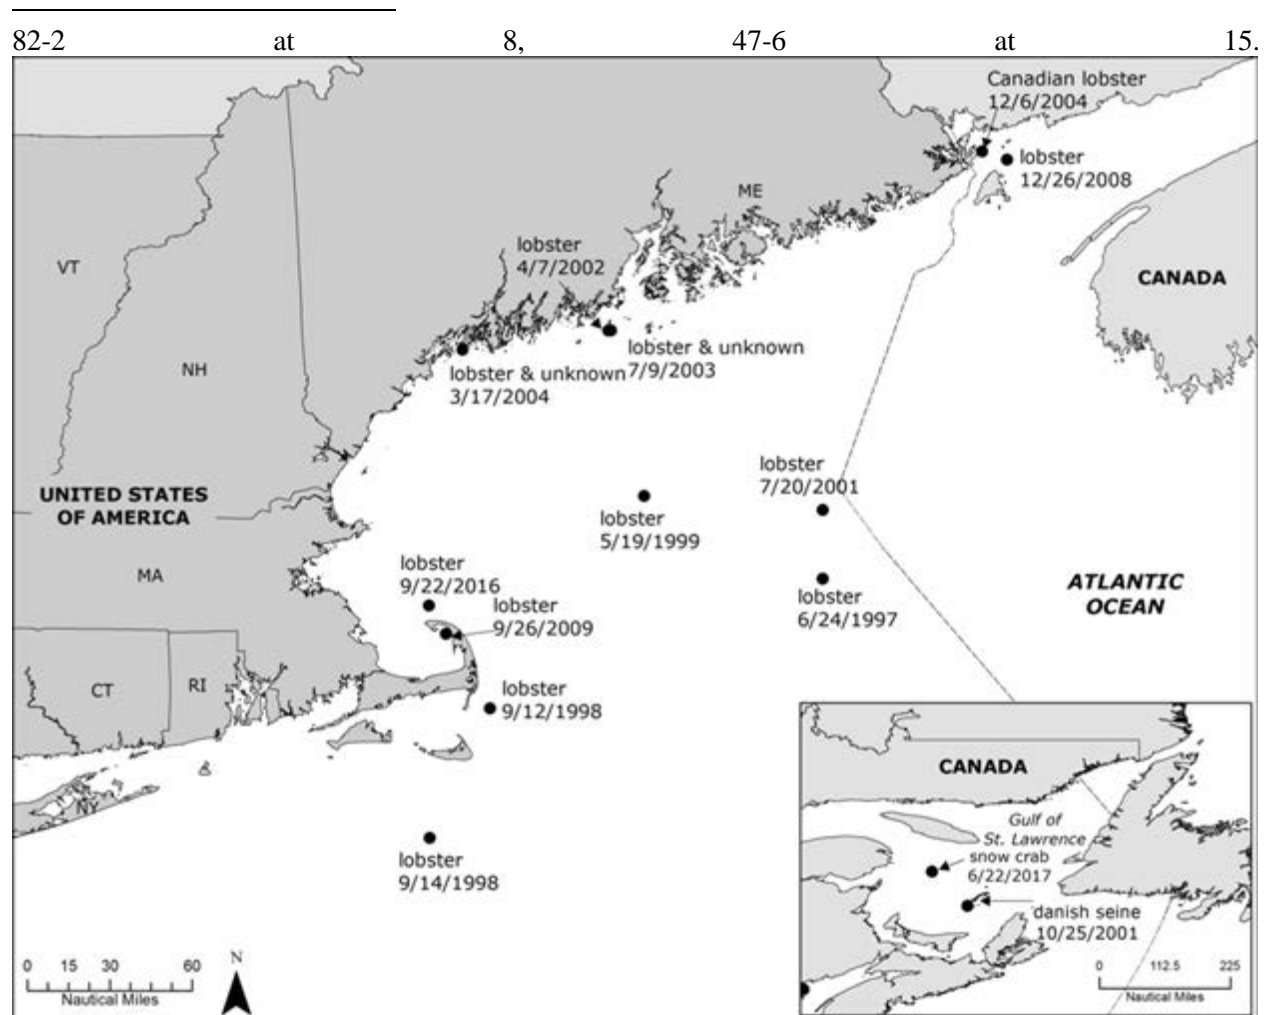 82-2 at 8, 47-6 at 15.
Canadian lobster
12/6/2004
lobster
12/26/2008
ME
lobster
4/7/2002
VT
CANADA
lobster & unknown
7/9/2003
NH
lobster & unknown
3/17/2004
lobster
7/20/2001
UNITED STATES
OF AMERICA
lobster
5/19/1999
MA
lobster
9/22/2016
ATLANTIC
OCEAN
lobster
6/24/1997
lobster
9/26/2009
CT
RI
lobster
9/12/1998
NY
lobster
9/14/1998
CANADA
Gulf of
St. Lawrence
snow crab
6/22/2017
danish seine
10/25/2001
N
0 15 30 60
Nautical Miles
0 112.5 225
Nautical Miles